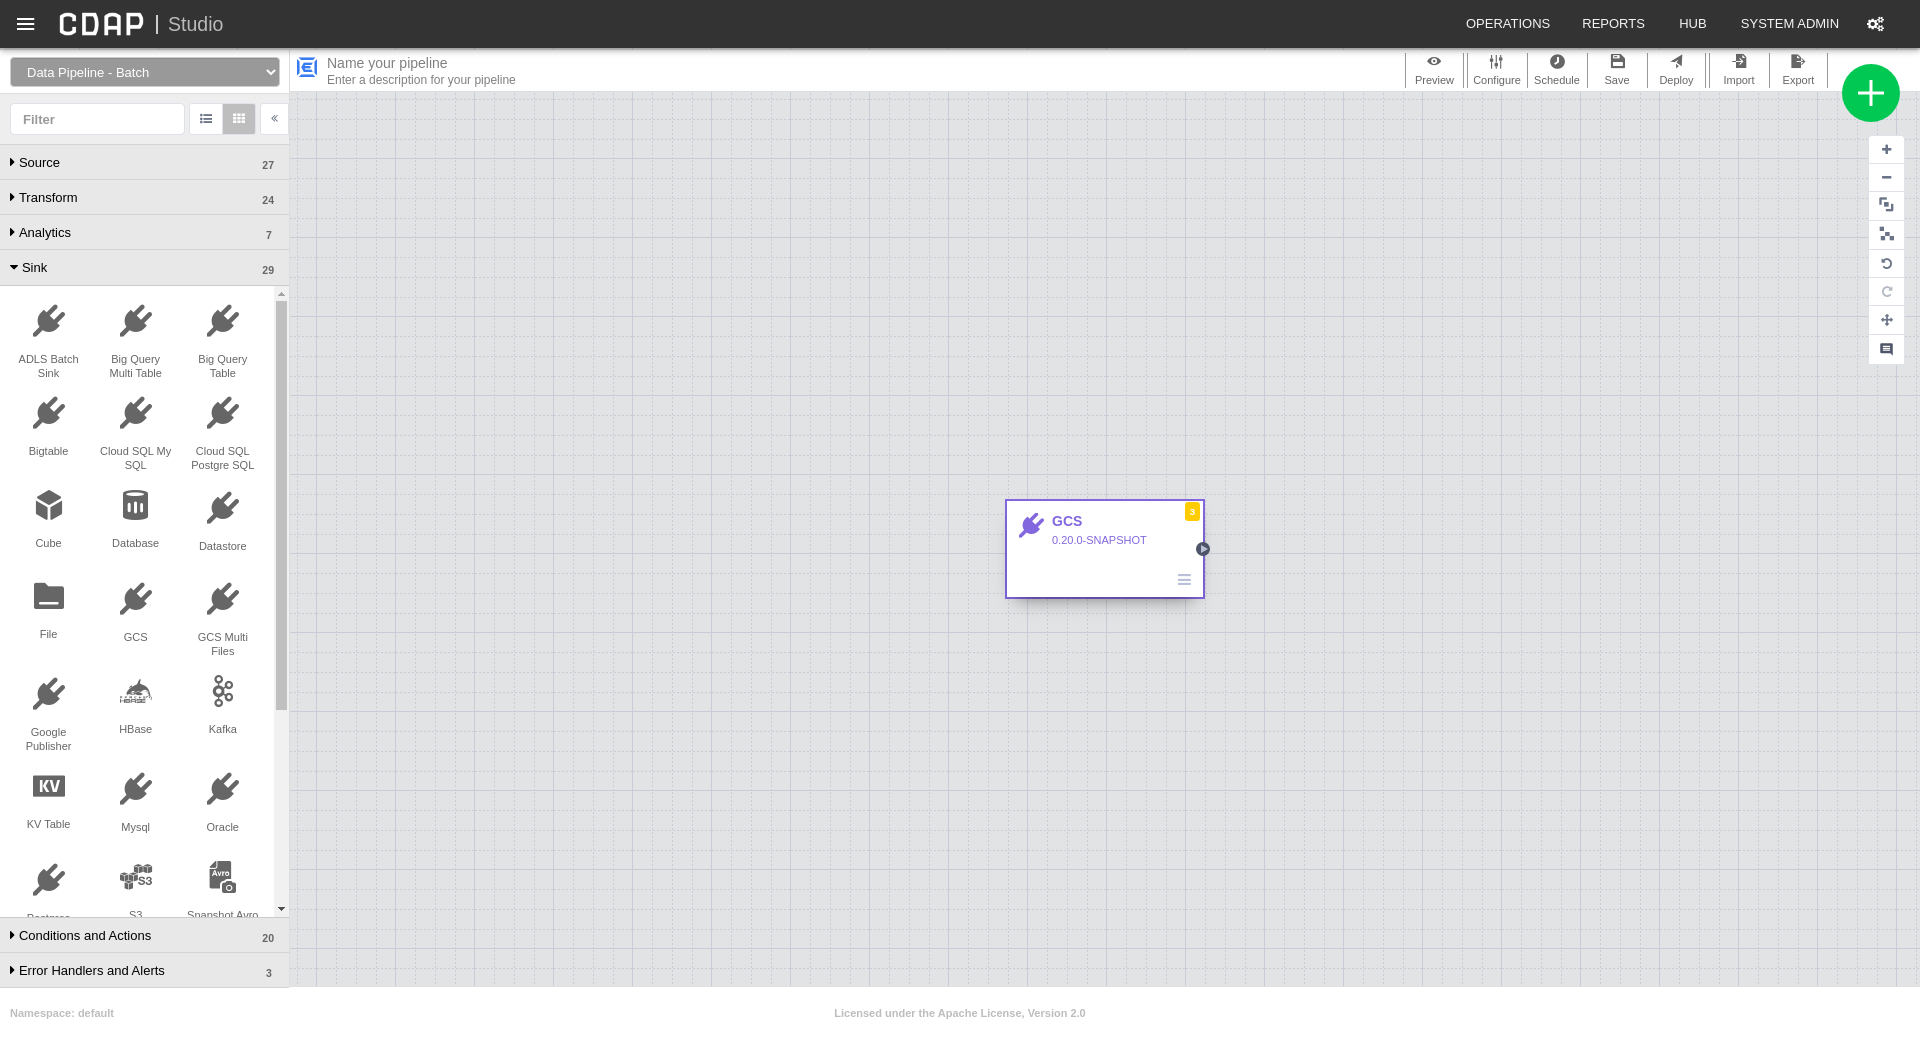 CDAP | Studio
OPERATIONS
REPORTS
HUB
SYSTEM ADMIN
Data Pipeline - Batch
Name your pipeline
Enter a description for your pipeline
Preview
Configure
Schedule
Save
Deploy
Import
Export
Filter
Source 27
Transform 24
Analytics 7
Sink 29
ADLS Batch
Sink
Big Query
Multi Table
Big Query
Table
Bigtable
Cloud SQL My
SQL
Cloud SQL
Postgre SQL
Cube
Database
Datastore
File
GCS
GCS Multi
Files
Google
Publisher
HBASE
HBase
Kafka
KV
KV Table
Mysql
Oracle
Postgres
S3
S3
Avro
Snapshot Avro
Conditions and Actions 20
Error Handlers and Alerts 3
GCS
0.20.0-SNAPSHOT
3
Namespace: default
Licensed under the Apache License, Version 2.0